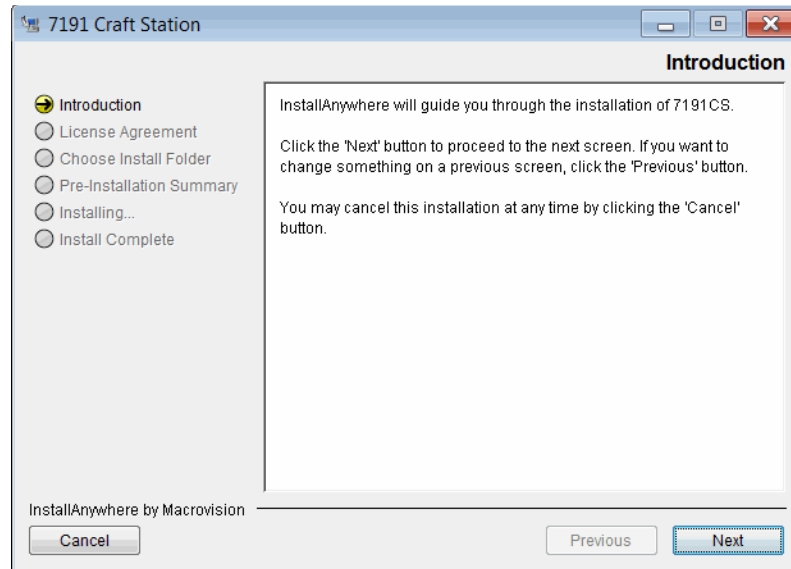 7191 Craft Station
Introduction
Introduction
License Agreement
Choose Install Folder
Pre-Installation Summary
Installing...
Install Complete
InstallAnywhere will guide you through the installation of 7191CS.
Click the 'Next' button to proceed to the next screen. If you want to
change something on a previous screen, click the 'Previous' button.
You may cancel this installation at any time by clicking the 'Cancel'
button.
InstallAnywhere by Macrovision
Cancel
Previous
Next